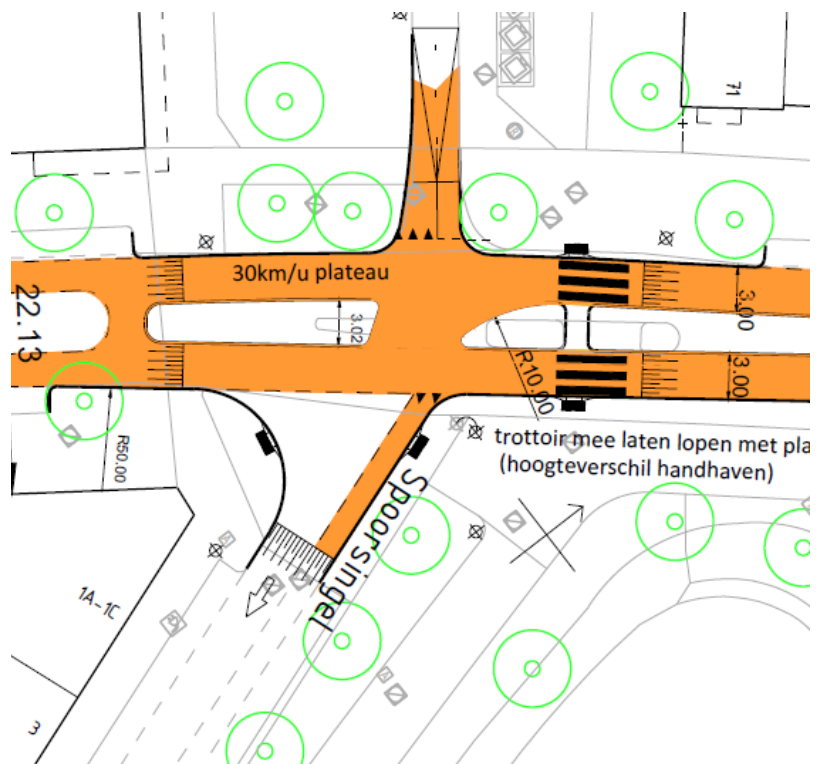 71
30km/u plateau
22.13
3.02
3.00
R10.00
3.00
R50.00
trottoir mee laten lopen met pla
(hoogteverschil handhaven)
Spoorsingel
1A-1C
3